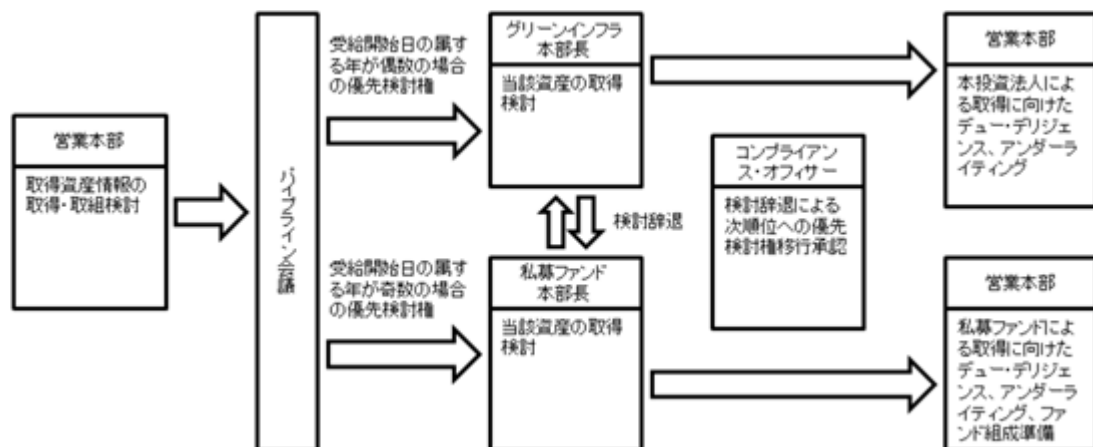 営業本部
取得資産情報の
取得・取組検討
パイプライン会議
受給開始日の属す
る年が偶数の場合
の優先検討権
受給開始日の属す
る年が奇数の場合
の優先検討権
グリーンインフラ
本部長
当該資産の取得
検討
検討辞退
私募ファンド
本部長
当該資産の取得
検討
コンプライアン
ス・オフィサー
検討辞退による
次順位への優先
検討権移行承認
営業本部
本投資法人によ
る取得に向けた
デュー・デリジェ
ンス、アンダーラ
イティング
営業本部
私募ファンドによ
る取得に向けた
デュー・デリジェ
ンス、アンダーラ
イティング、ファ
ンド組成準備